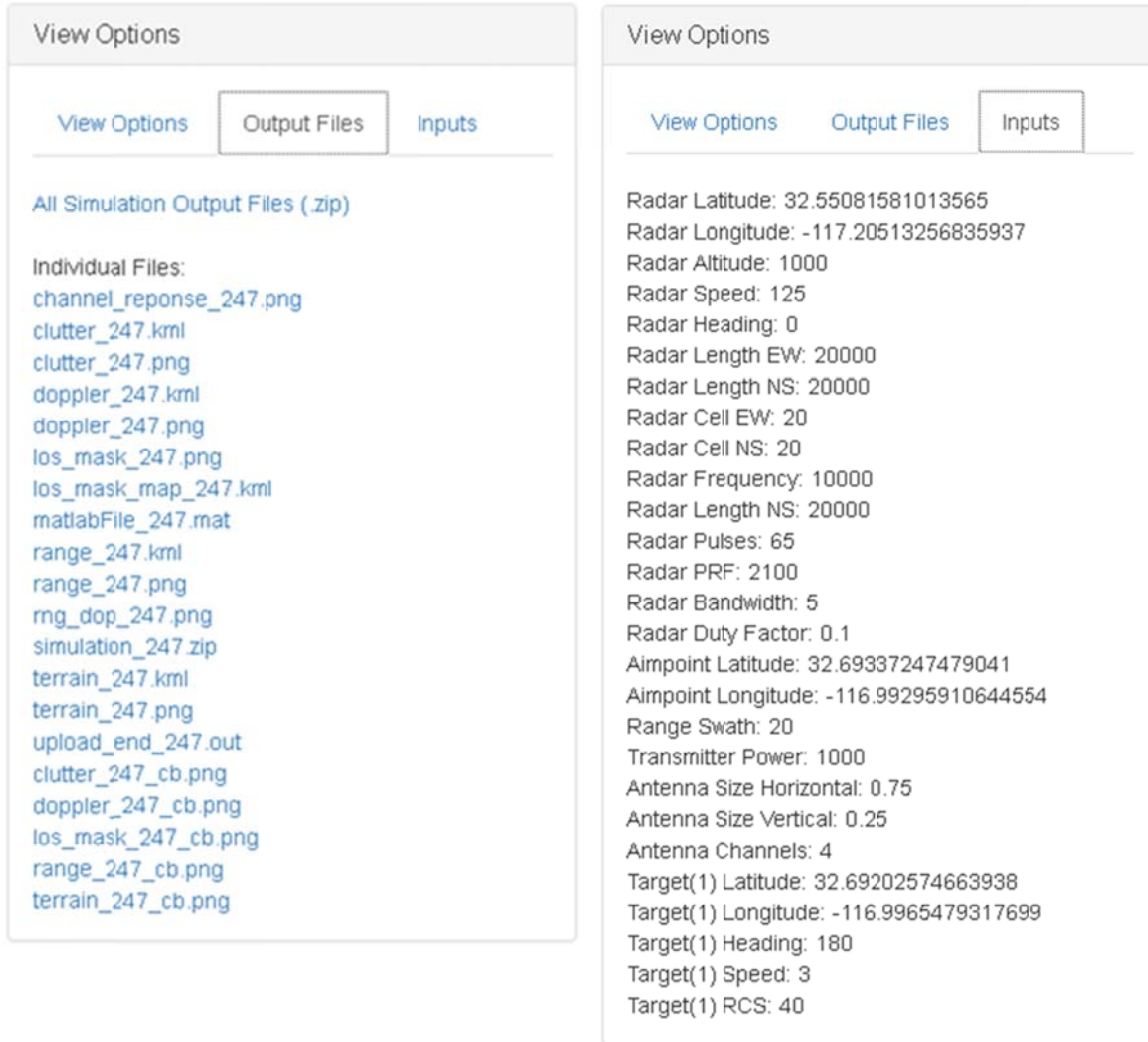 View Options
View Options Output Files Inputs
All Simulation Output Files (.zip)
Individual Files:
channel_reponse_247.png
clutter_247.kml
clutter_247.png
doppler_247.kml
doppler_247.png
los_mask_247.png
los_mask_map_247.kml
matlabFile_247.mat
range_247.kml
range_247.png
rng_dop_247.png
simulation_247.zip
terrain_247.kml
terrain_247.png
upload_end_247.out
clutter_247_cb.png
doppler_247_cb.png
los_mask_247_cb.png
range_247_cb.png
terrain_247_cb.png
View Options
View Options Output Files Inputs
Radar Latitude: 32.55081581013565
Radar Longitude: -117.20513256835937
Radar Altitude: 1000
Radar Speed: 125
Radar Heading: 0
Radar Length EW: 20000
Radar Length NS: 20000
Radar Cell EW: 20
Radar Cell NS: 20
Radar Frequency: 10000
Radar Length NS: 20000
Radar Pulses: 65
Radar PRF: 2100
Radar Bandwidth: 5
Radar Duty Factor: 0.1
Aimpoint Latitude: 32.69337247479041
Aimpoint Longitude: -116.99295910644554
Range Swath: 20
Transmitter Power: 1000
Antenna Size Horizontal: 0.75
Antenna Size Vertical: 0.25
Antenna Channels: 4
Target(1) Latitude: 32.69202574663938
Target(1) Longitude: -116.9965479317699
Target(1) Heading: 180
Target(1) Speed: 3
Target(1) RCS: 40